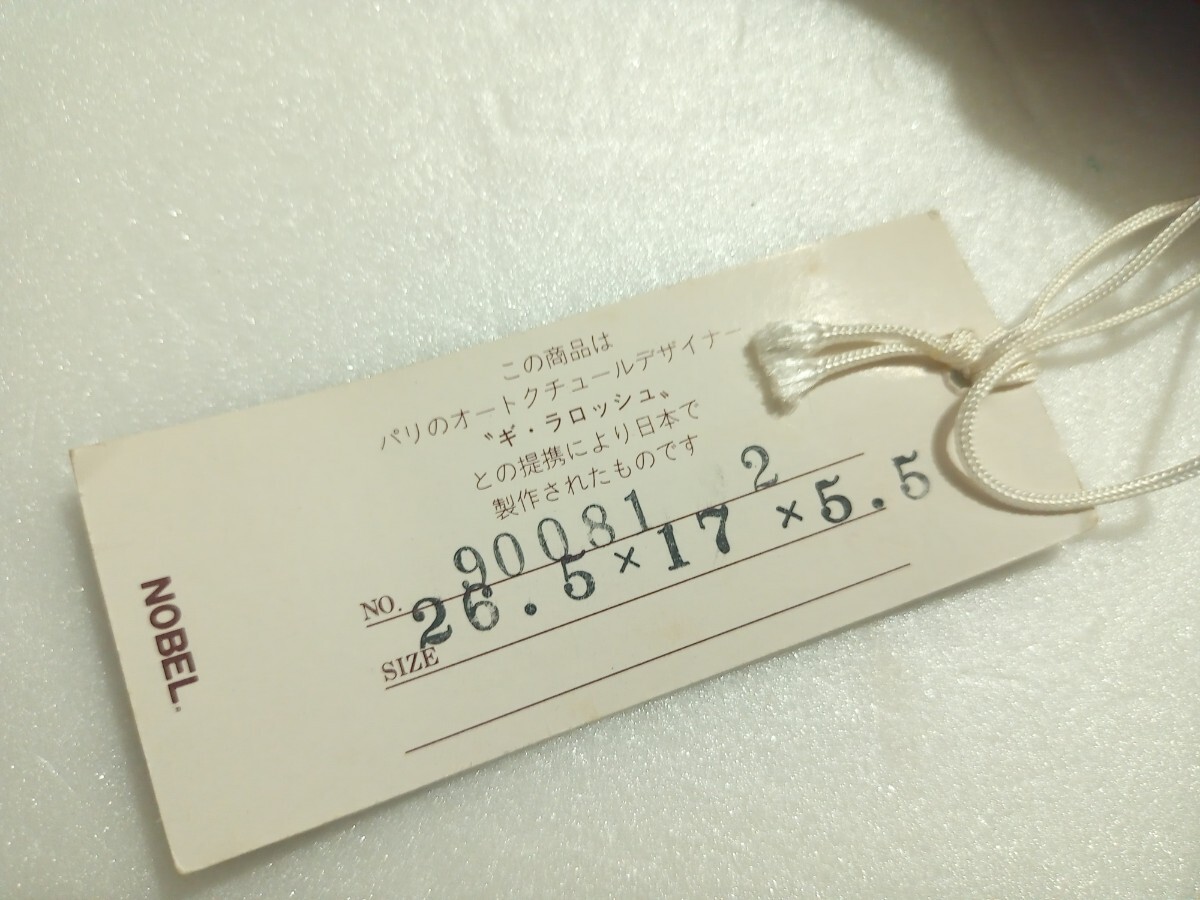 この商品は
パリのオートクチュールデザイナー
〝ギ・ラロッシュ〟
との提携により日本で
製作されたものです
NO. 90081 2
SIZE 26.5×17×5.5
NOBEL.